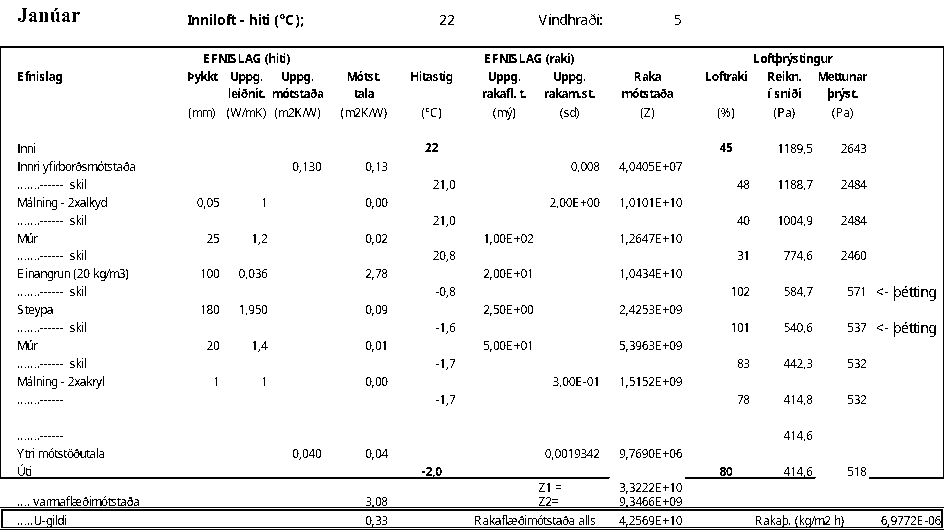 Janúar Inniloft - hiti (°C); 22 Vindhraði: 5
EFNISLAG (hiti) EFNISLAG (raki) Loftþrýstingur
Efnislag Þykkt Uppg. Uppg. Mótst. Hitastig Uppg. Uppg. Raka Loftraki Reikn. Mettunar
leiðnit. mótstaða tala rakafl. t. rakam.st. mótstaða í sniði þrýst.
(mm) (W/mK) (m2K/W) (m2K/W) (°C) (mý) (sd) (Z) (%) (Pa) (Pa)
Inni 22 45 1189,5 2643
Innri yfirborðsmótstaða 0,130 0,13 0,008 4,0405E+07
.......------ skil 21,0 48 1188,7 2484
Málning - 2xalkyd 0,05 1 0,00 2,00E+00 1,0101E+10
.......------ skil 21,0 40 1004,9 2484
Múr 25 1,2 0,02 1,00E+02 1,2647E+10
.......------ skil 20,8 31 774,6 2460
Einangrun (20 kg/m3) 100 0,036 2,78 2,00E+01 1,0434E+10
.......------ skil -0,8 102 584,7 571 <- þétting
Steypa 180 1,950 0,09 2,50E+00 2,4253E+09
.......------ skil -1,6 101 540,6 537 <- þétting
Múr 20 1,4 0,01 5,00E+01 5,3963E+09
.......------ skil -1,7 83 442,3 532
Málning - 2xakryl 1 1 0,00 3,00E-01 1,5152E+09
.......------ -1,7 78 414,8 532
.......------ 414,6
Ytri mótstöðutala 0,040 0,04 0,0019342 9,7690E+06
Úti -2,0 80 414,6 518
Z1 = 3,3222E+10
.... varmaflæðimótstaða 3,08 Z2= 9,3466E+09
.....U-gildi 0,33 Rakaflæðimótstaða alls 4,2569E+10 Rakaþ. (kg/m2 h) 6,9772E-06